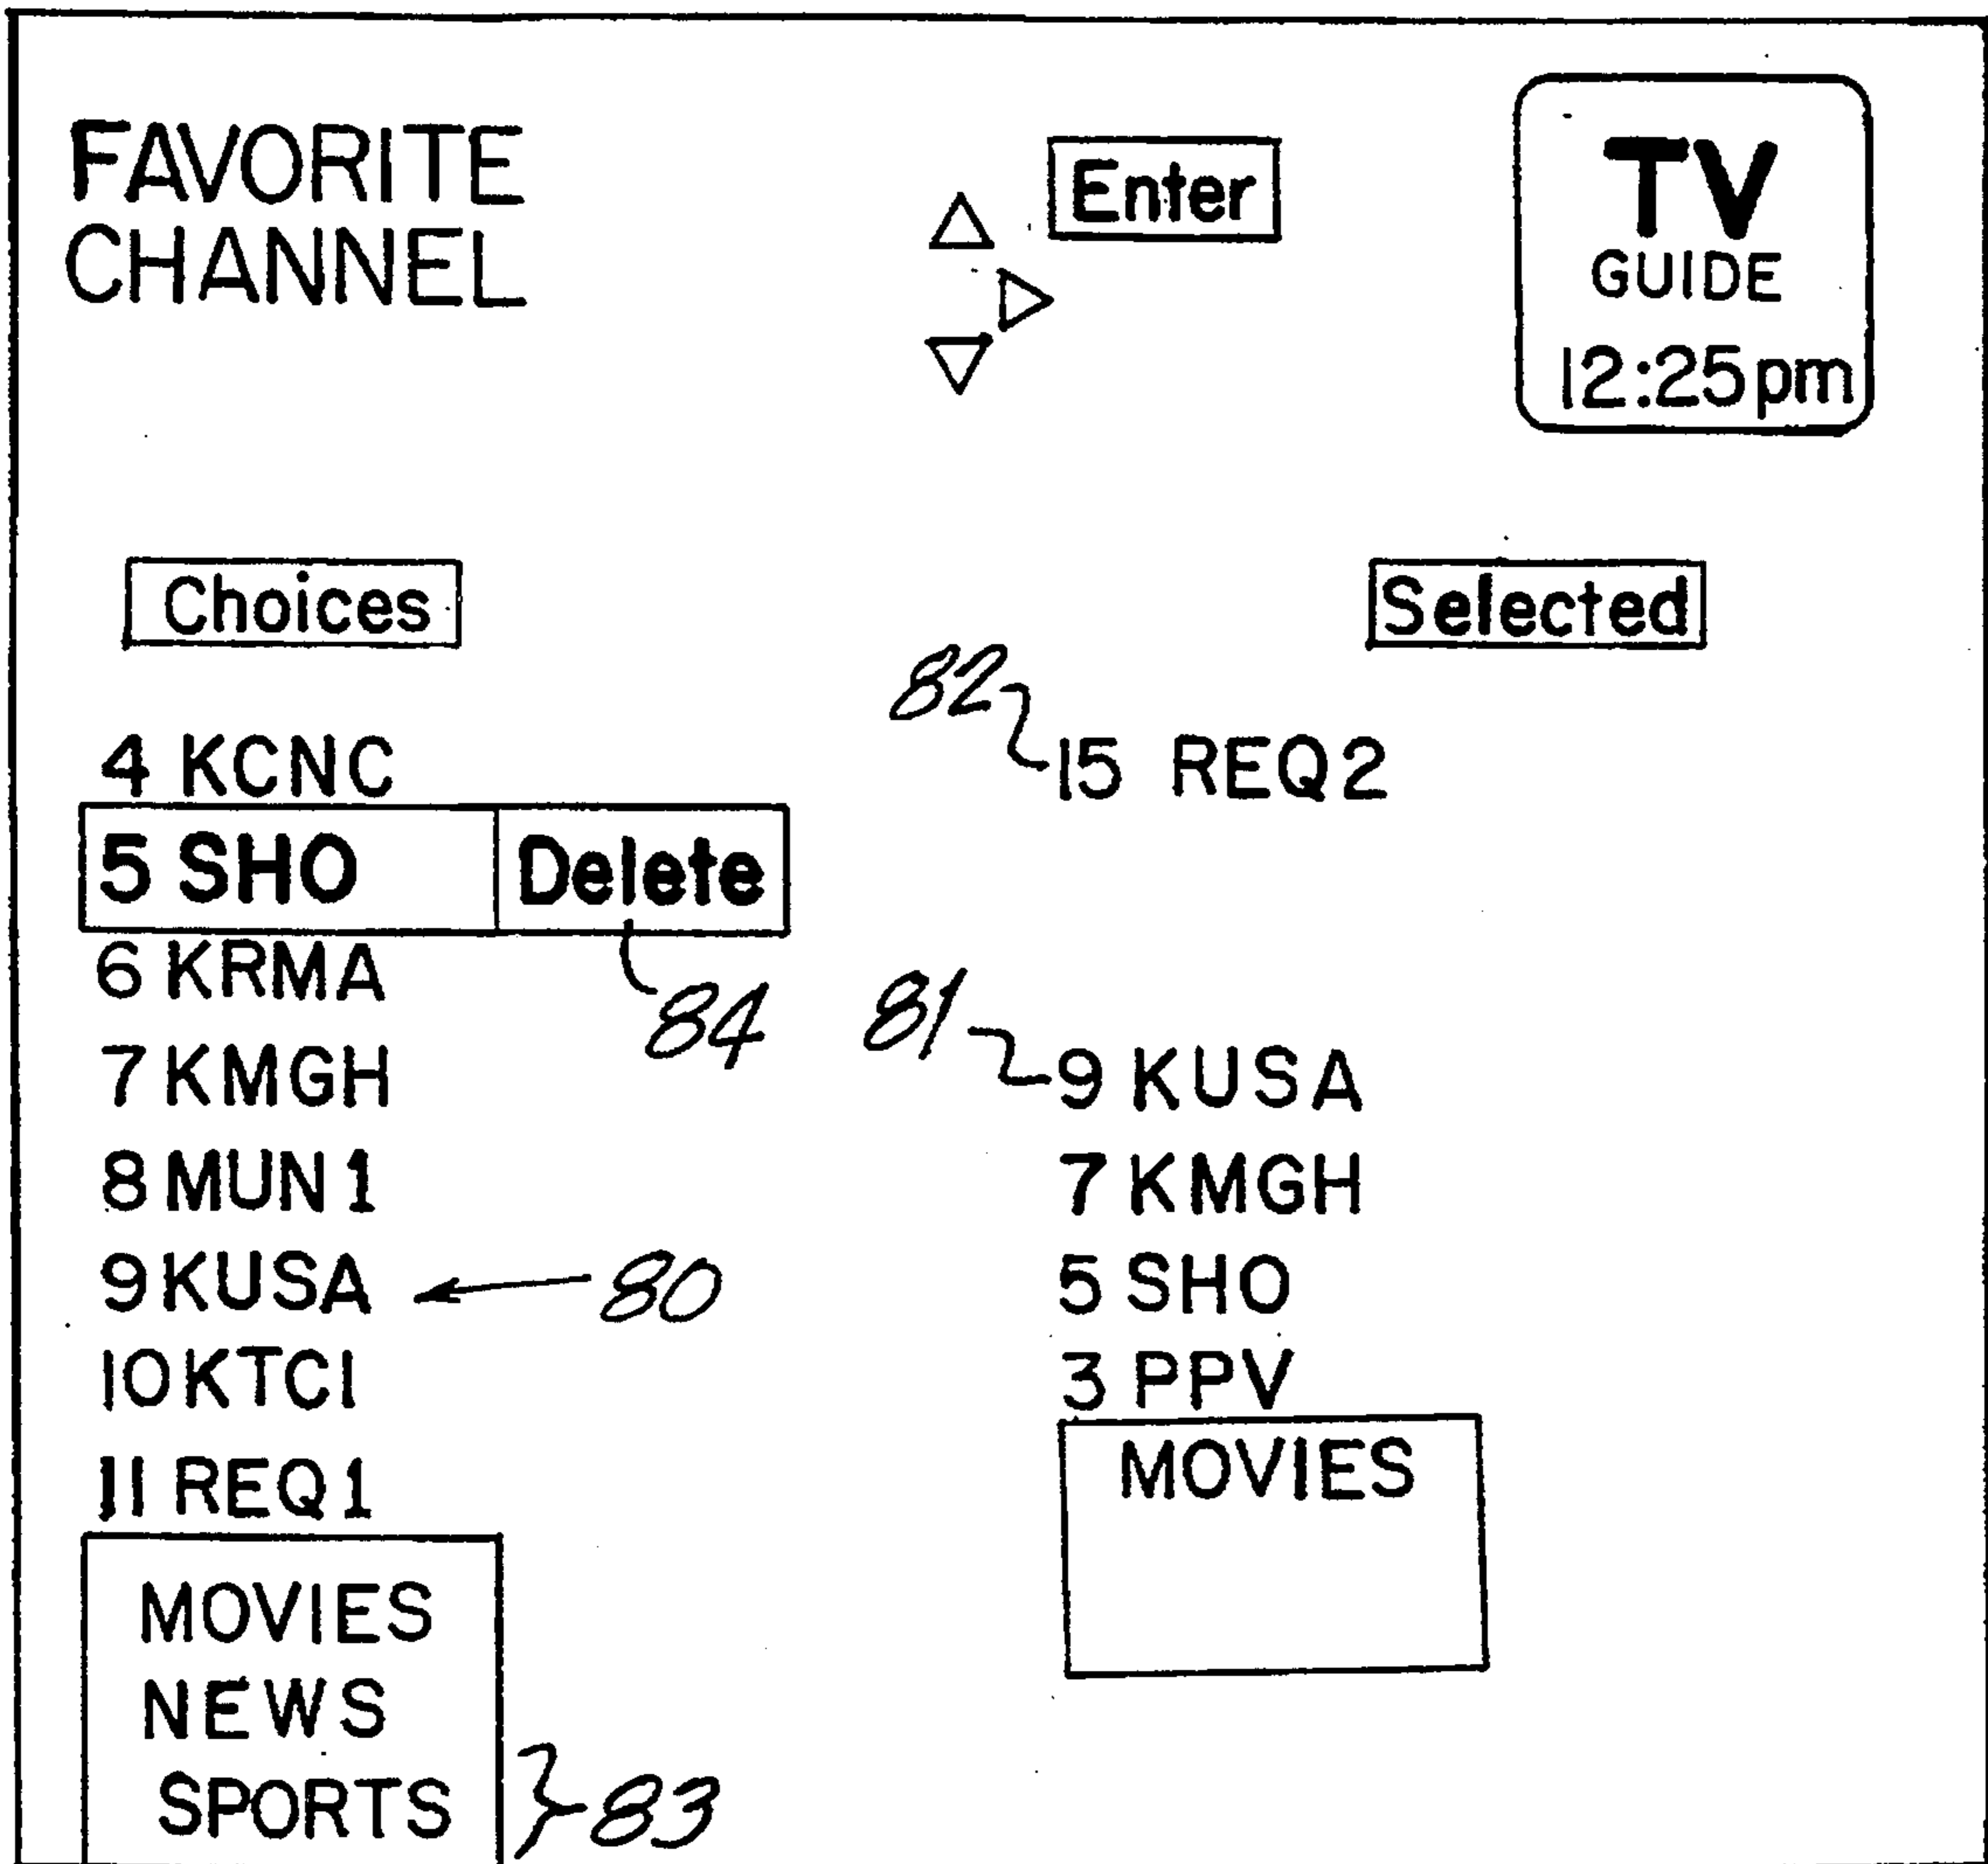 FAVORITE
CHANNEL
Enter
TV
GUIDE
12:25pm
Choices
Selected
82
4 KCNC
15 REQ2
5 SHO Delete
6 KRMA
84
81
7 KMGH
9 KUSA
8 MUN1
7 KMGH
9 KUSA
80
5 SHO
10 KTCI
3 PPV
11 REQ1
MOVIES
MOVIES
NEWS
SPORTS
83